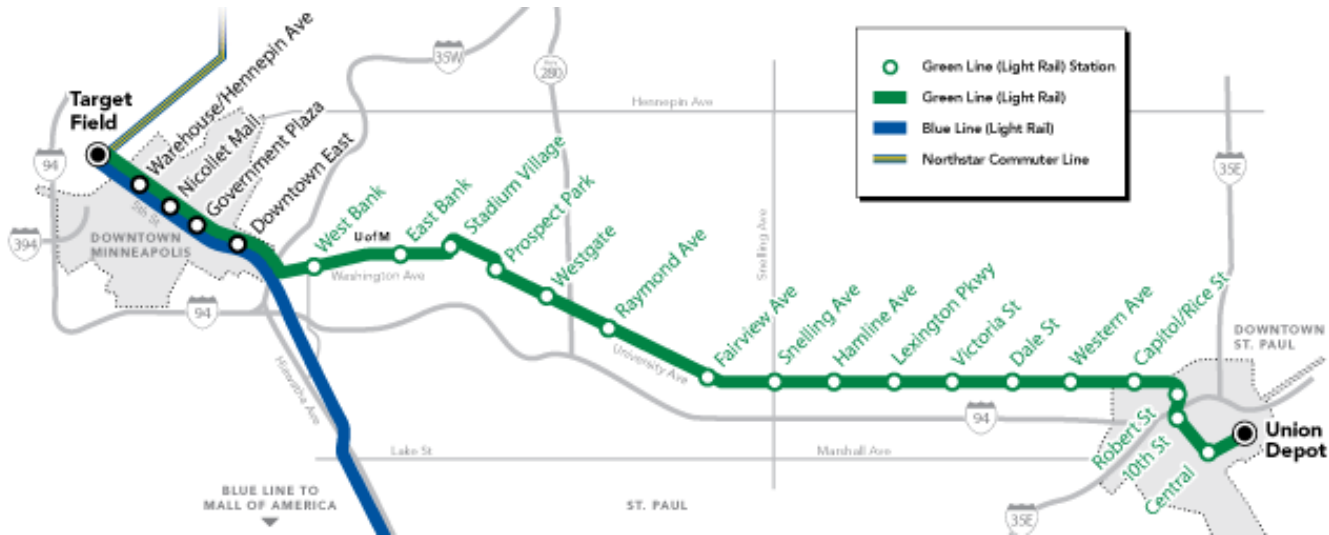 Target
Field
Warehouse/Hennepin Ave
Nicollet Mall
Government Plaza
Downtown East
West Bank
East Bank
Stadium Village
Prospect Park
Westgate
Raymond Ave
Fairview Ave
Snelling Ave
Hamline Ave
Lexington Pkwy
Victoria St
Dale St
Western Ave
Capitol/Rice St
Robert St
10th St
Central
Union
Depot
Green Line (Light Rail) Station
Green Line (Light Rail)
Blue Line (Light Rail)
Northstar Commuter Line
35W
280
Hennepin Ave
94
394
5th St
DOWNTOWN
MINNEAPOLIS
UofM
Washington Ave
94
Hiawatha Ave
University Ave
Snelling Ave
35E
DOWNTOWN
ST. PAUL
94
Lake St
Marshall Ave
BLUE LINE TO
MALL OF AMERICA
ST. PAUL
35E